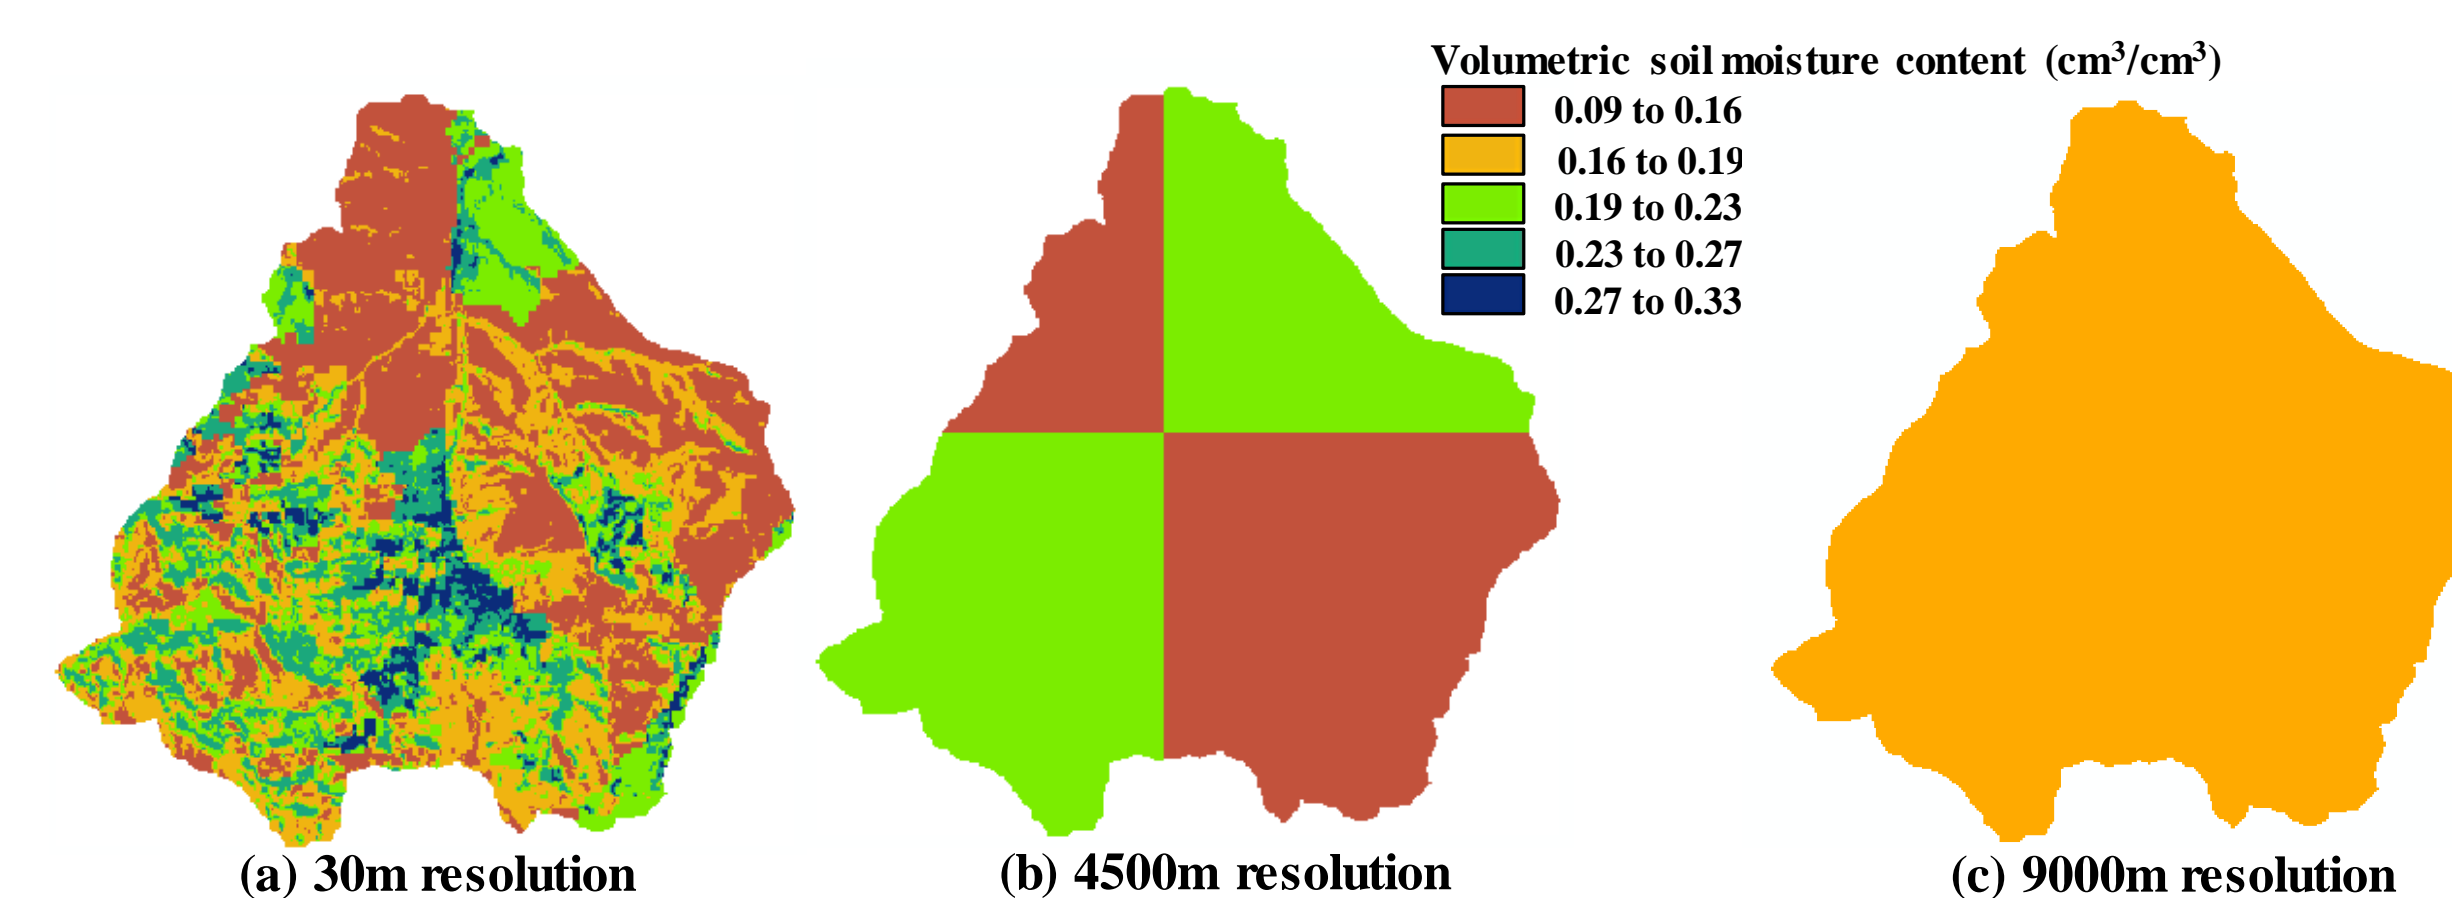 Volumetric soil moisture content (cm³/cm³)
0.09 to 0.16
0.16 to 0.19
0.19 to 0.23
0.23 to 0.27
0.27 to 0.33
(a) 30m resolution
(b) 4500m resolution
(c) 9000m resolution